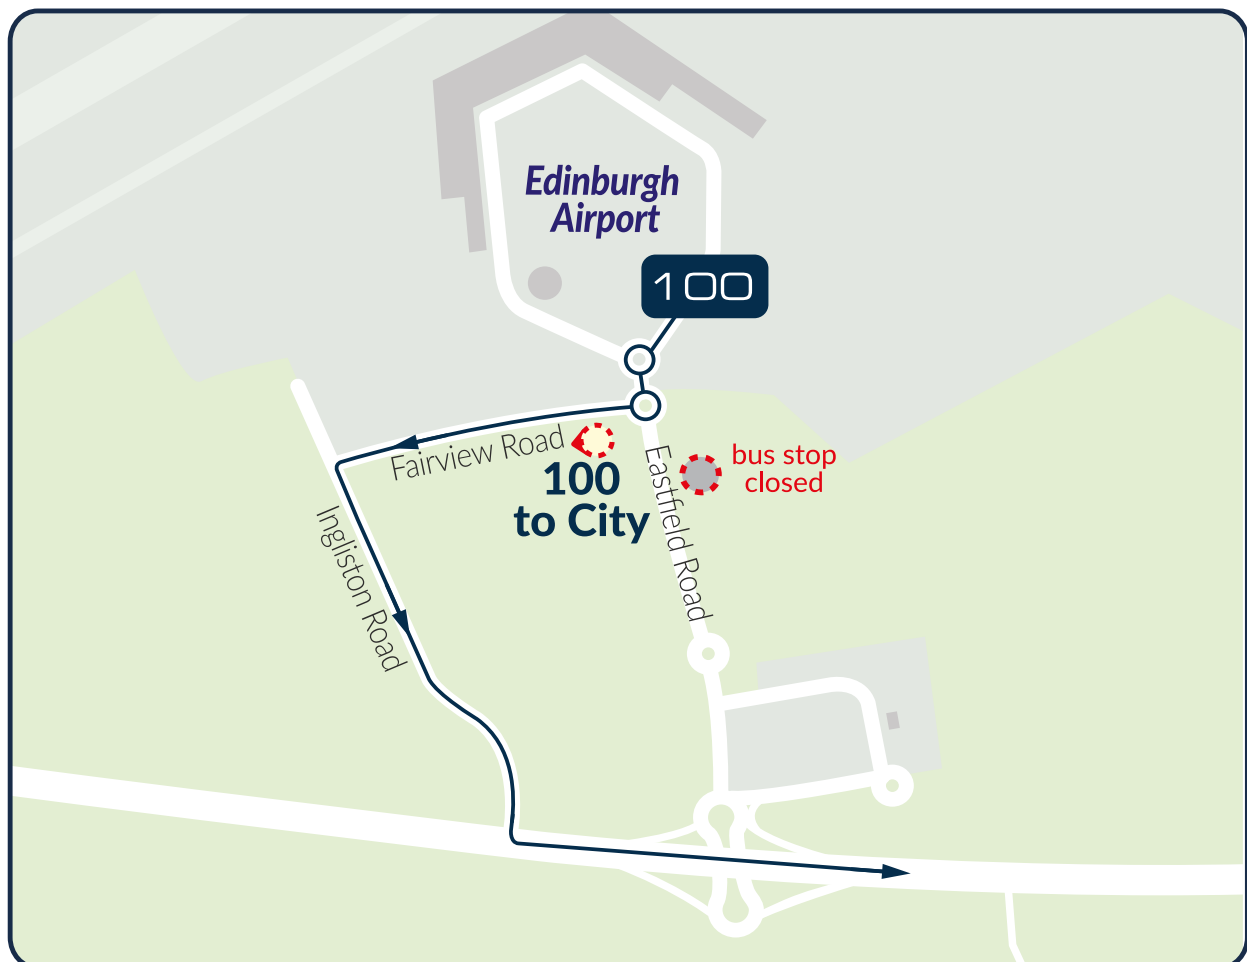 Edinburgh
Airport
100
Fairview Road
100
to City
bus stop
closed
Eastfield Road
Ingliston Road